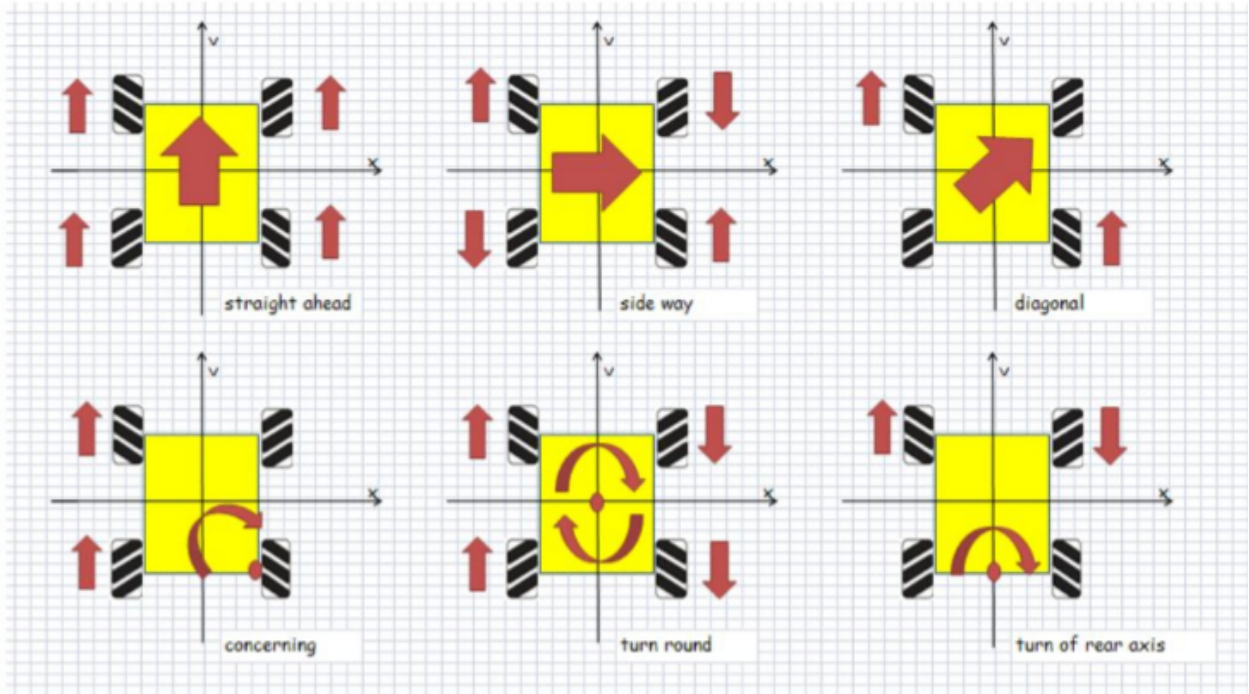 v
v
v
x
x
x
straight ahead
side way
diagonal
v
v
v
x
x
x
concerning
turn round
turn of rear axis